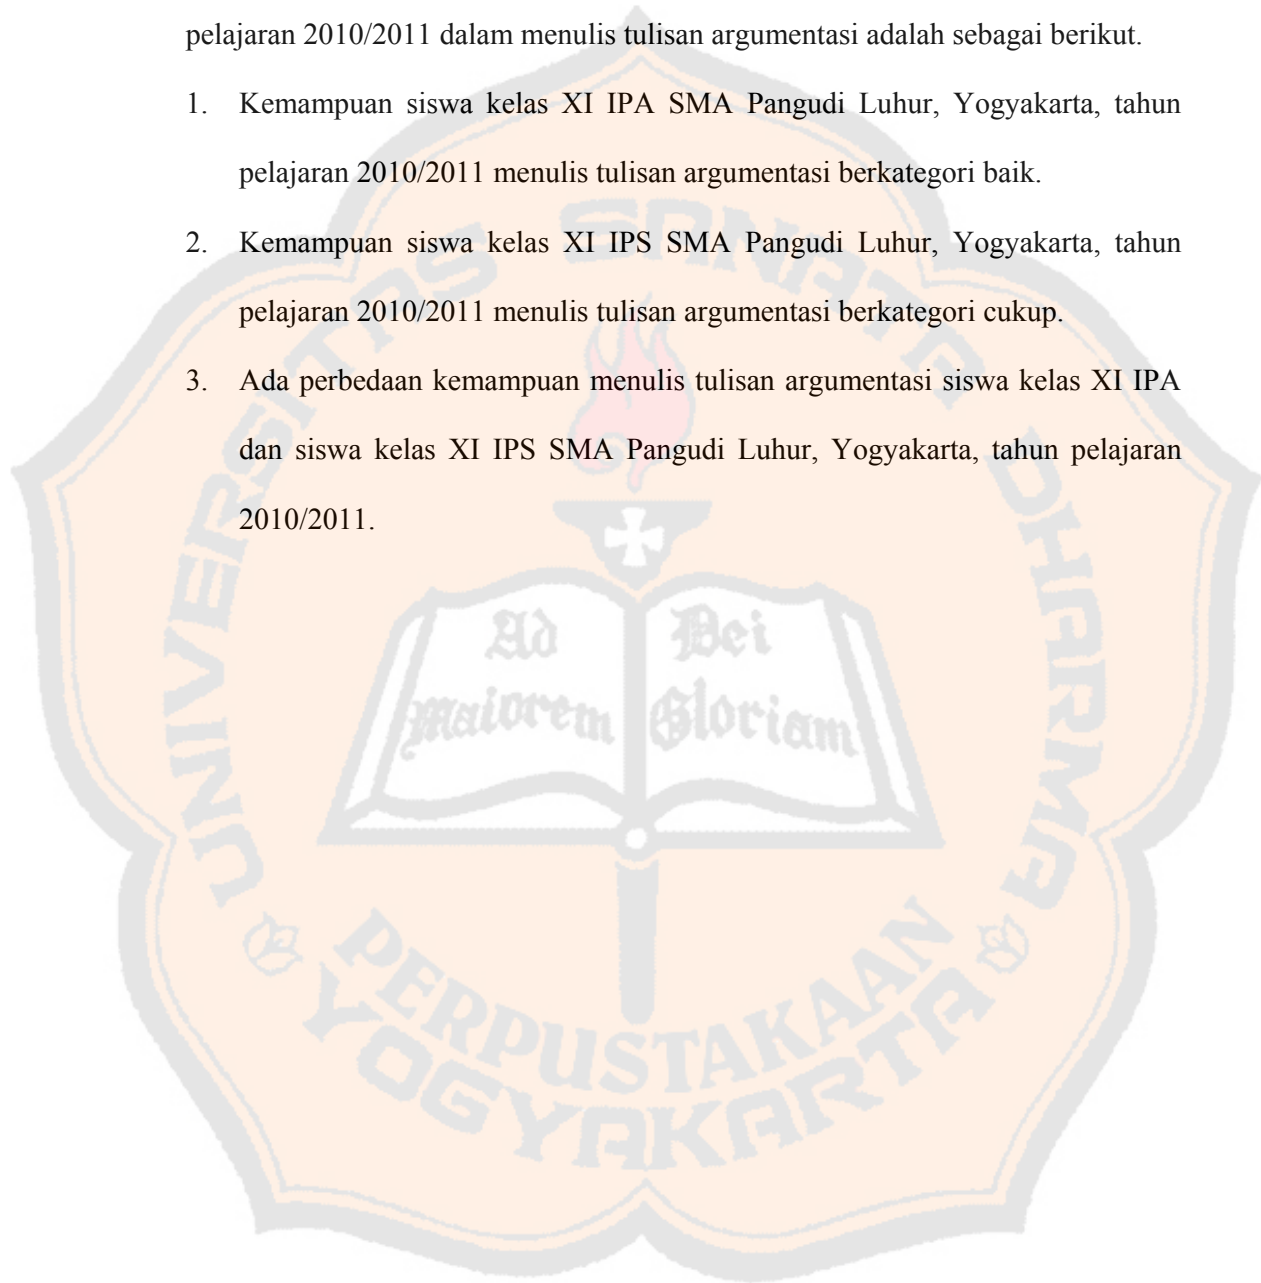 pelajaran 2010/2011 dalam menulis tulisan argumentasi adalah sebagai berikut.
1. Kemampuan siswa kelas XI IPA SMA Pangudi Luhur, Yogyakarta, tahun
pelajaran 2010/2011 menulis tulisan argumentasi berkategori baik.
2. Kemampuan siswa kelas XI IPS SMA Pangudi Luhur, Yogyakarta, tahun
pelajaran 2010/2011 menulis tulisan argumentasi berkategori cukup.
3. Ada perbedaan kemampuan menulis tulisan argumentasi siswa kelas XI IPA
dan siswa kelas XI IPS SMA Pangudi Luhur, Yogyakarta, tahun pelajaran
2010/2011.
UNIVERSITAS SANATA DHARMA
Ad Dei
maiorem Gloriam
PERPUSTAKAAN
YOGYAKARTA